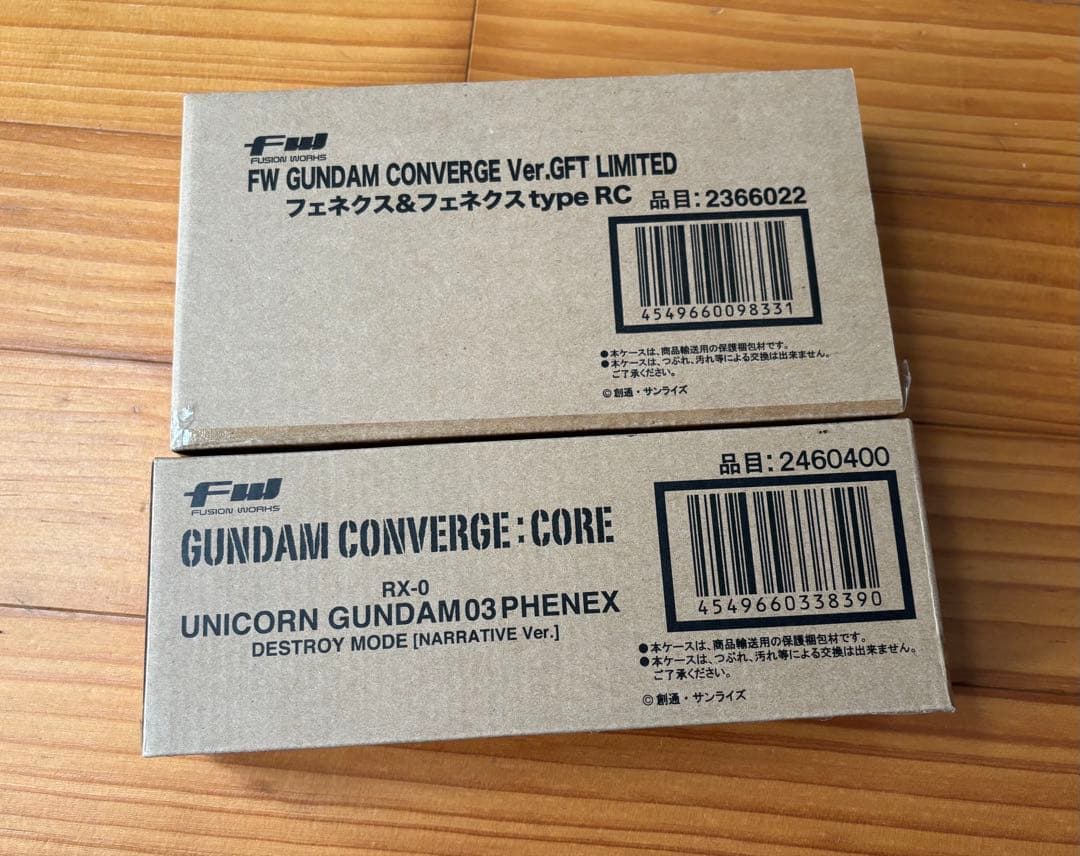 FW
FUSION WORKS
FW GUNDAM CONVERGE Ver.GFT LIMITED
フェネクス&フェネクスtype RC 品目:2366022
4549660098331
●本ケースは、商品輸送用の保護梱包材です。
●本ケースは、つぶれ、汚れ等による交換は出来ません。
ご了承ください。
©創通・サンライズ
品目:2460400
FW
FUSION WORKS
GUNDAM CONVERGE:CORE
RX-0
UNICORN GUNDAM03PHENEX
DESTROY MODE [NARRATIVE Ver.]
4549660338390
●本ケースは、商品輸送用の保護梱包材です。
●本ケースは、つぶれ、汚れ等による交換は出来ません。
ご了承ください。
©創通・サンライズ